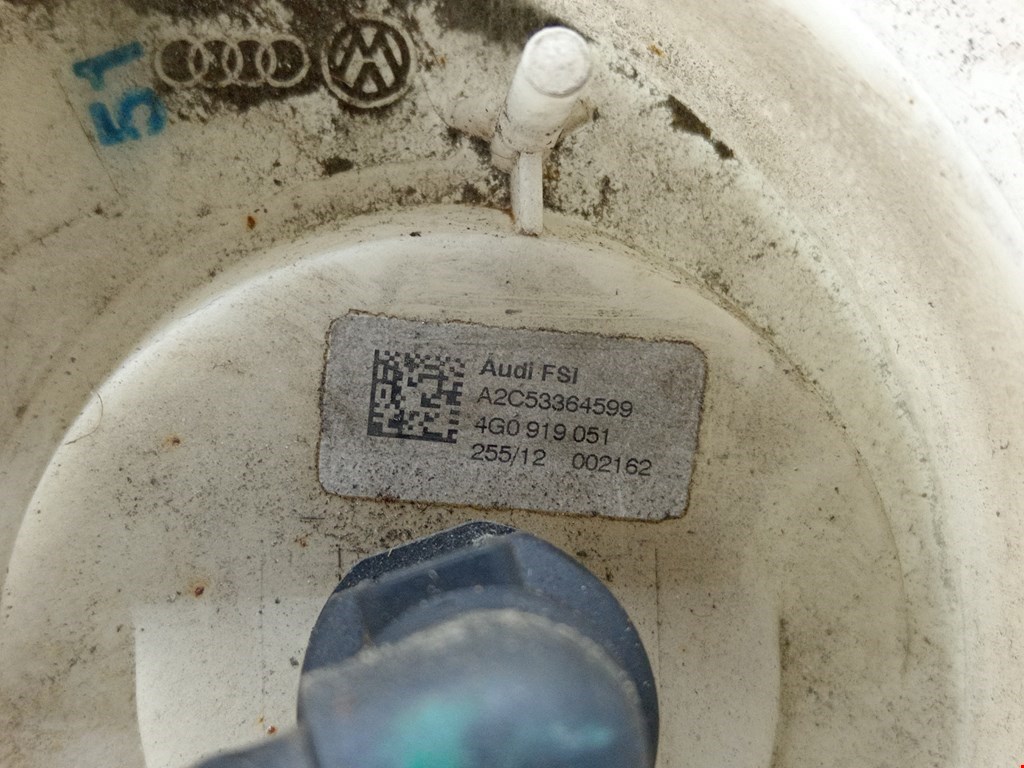 51
Audi FSI
A2C53364599
4G0 919 051
255/12 002162